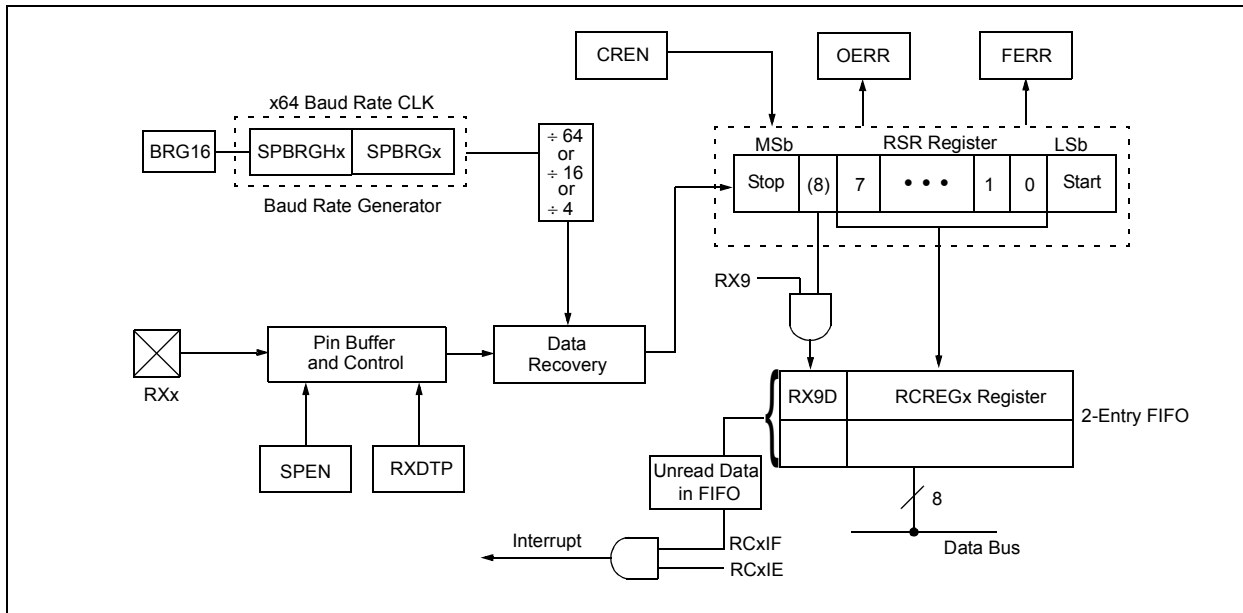 CREN
OERR
FERR
x64 Baud Rate CLK
BRG16
SPBRGHx
SPBRGx
Baud Rate Generator
÷ 64
or
÷ 16
or
÷ 4
MSb
RSR Register
LSb
Stop
(8)
7
• • •
1
0
Start
RX9
RXx
Pin Buffer
and Control
Data
Recovery
SPEN
RXDTP
RX9D
RCREGx Register
2-Entry FIFO
Unread Data
in FIFO
8
Data Bus
Interrupt
RCxIF
RCxIE